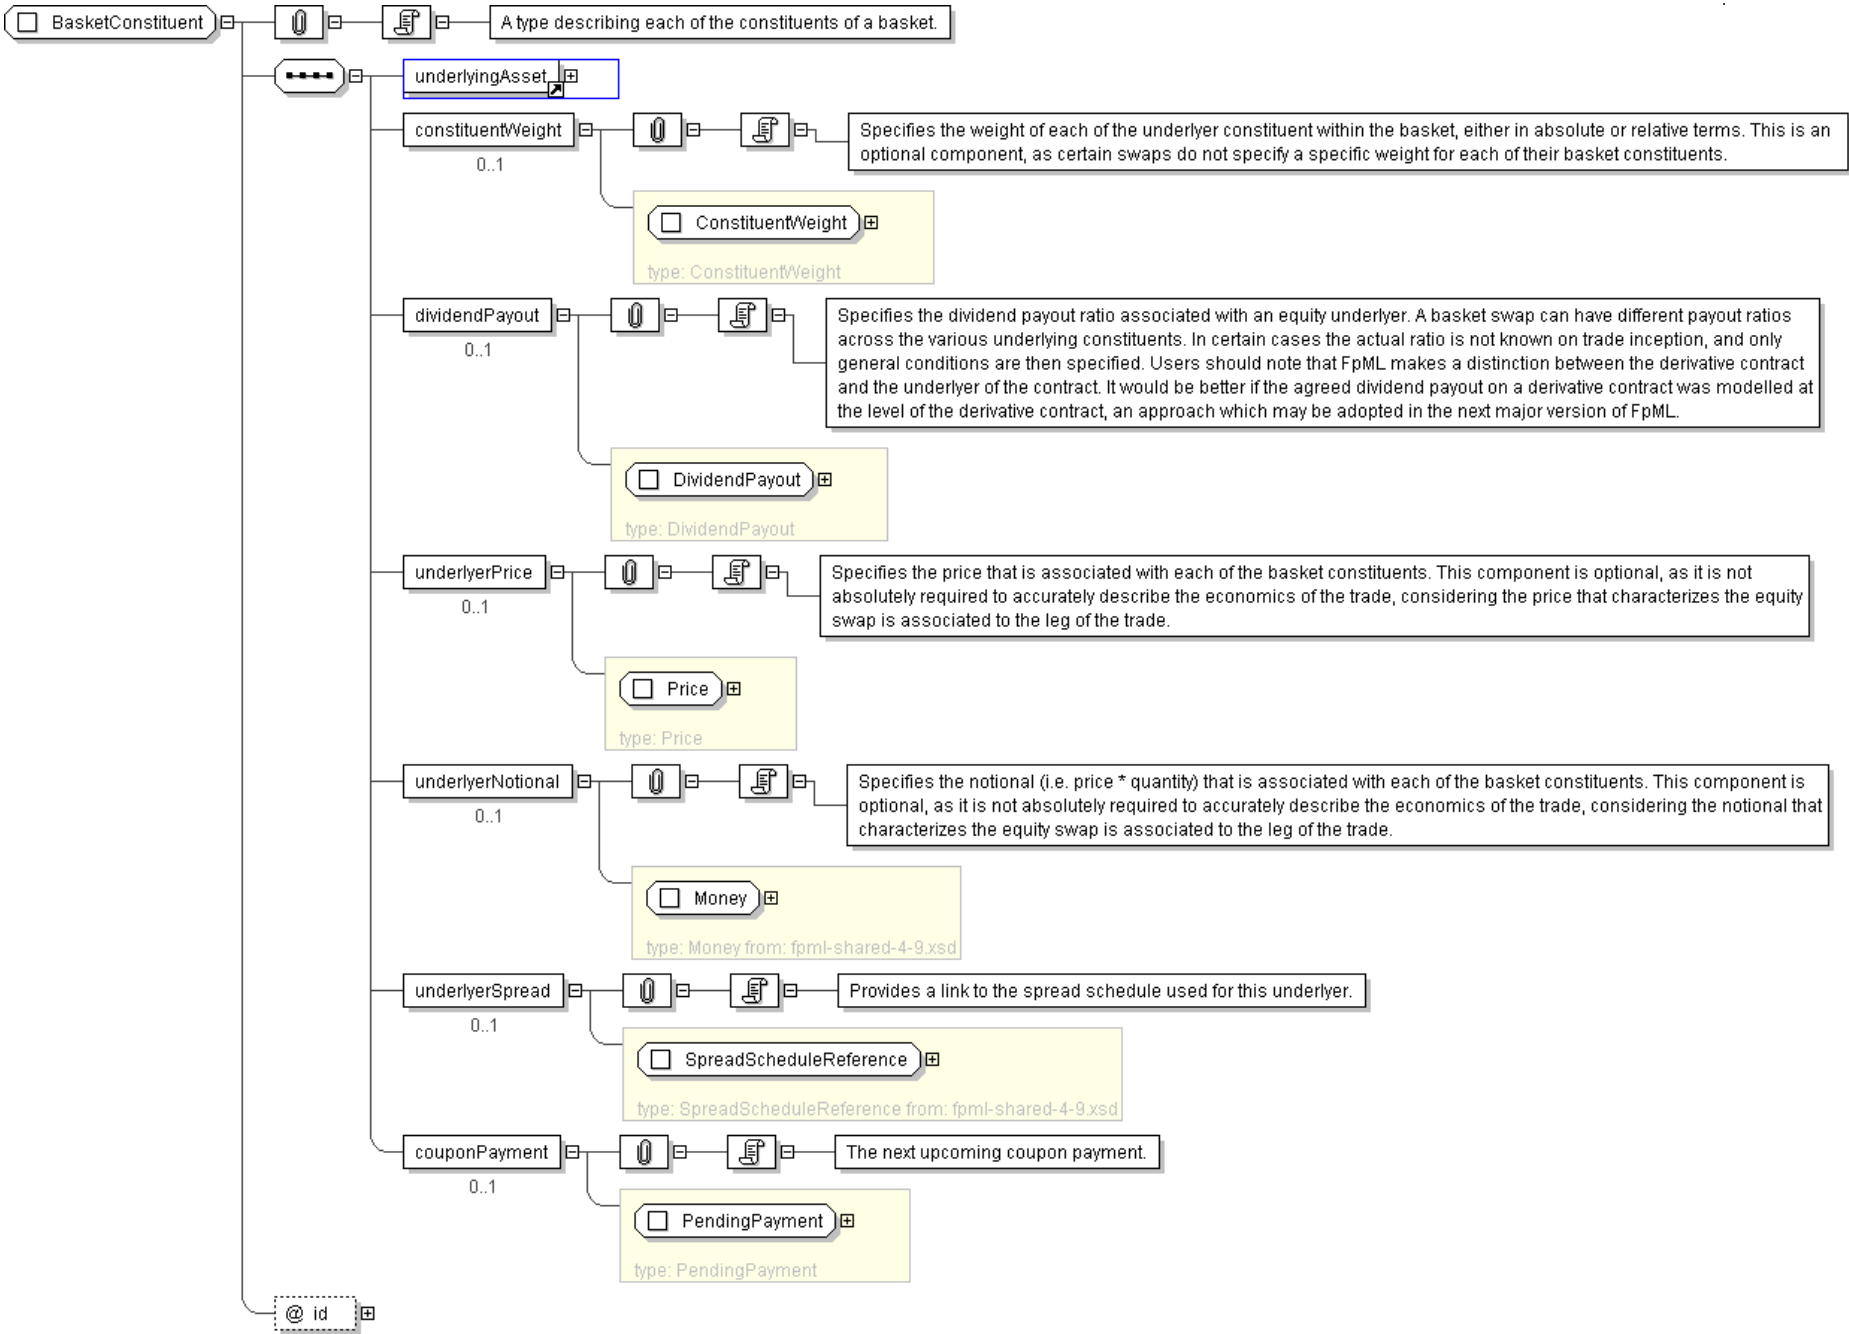 BasketConstituent
A type describing each of the constituents of a basket.
underlyingAsset
constituentWeight
0..1
Specifies the weight of each of the underlyer constituent within the basket, either in absolute or relative terms. This is an
optional component, as certain swaps do not specify a specific weight for each of their basket constituents.
ConstituentWeight
type: ConstituentWeight
dividendPayout
0..1
Specifies the dividend payout ratio associated with an equity underlyer. A basket swap can have different payout ratios
across the various underlying constituents. In certain cases the actual ratio is not known on trade inception, and only
general conditions are then specified. Users should note that FpML makes a distinction between the derivative contract
and the underlyer of the contract. It would be better if the agreed dividend payout on a derivative contract was modelled at
the level of the derivative contract, an approach which may be adopted in the next major version of FpML.
DividendPayout
type: DividendPayout
underlyerPrice
0..1
Specifies the price that is associated with each of the basket constituents. This component is optional, as it is not
absolutely required to accurately describe the economics of the trade, considering the price that characterizes the equity
swap is associated to the leg of the trade.
Price
type: Price
underlyerNotional
0..1
Specifies the notional (i.e. price * quantity) that is associated with each of the basket constituents. This component is
optional, as it is not absolutely required to accurately describe the economics of the trade, considering the notional that
characterizes the equity swap is associated to the leg of the trade.
Money
type: Money from: fpml-shared-4-9.xsd
underlyerSpread
0..1
Provides a link to the spread schedule used for this underlyer.
SpreadScheduleReference
type: SpreadScheduleReference from: fpml-shared-4-9.xsd
couponPayment
0..1
The next upcoming coupon payment.
PendingPayment
type: PendingPayment
@ id